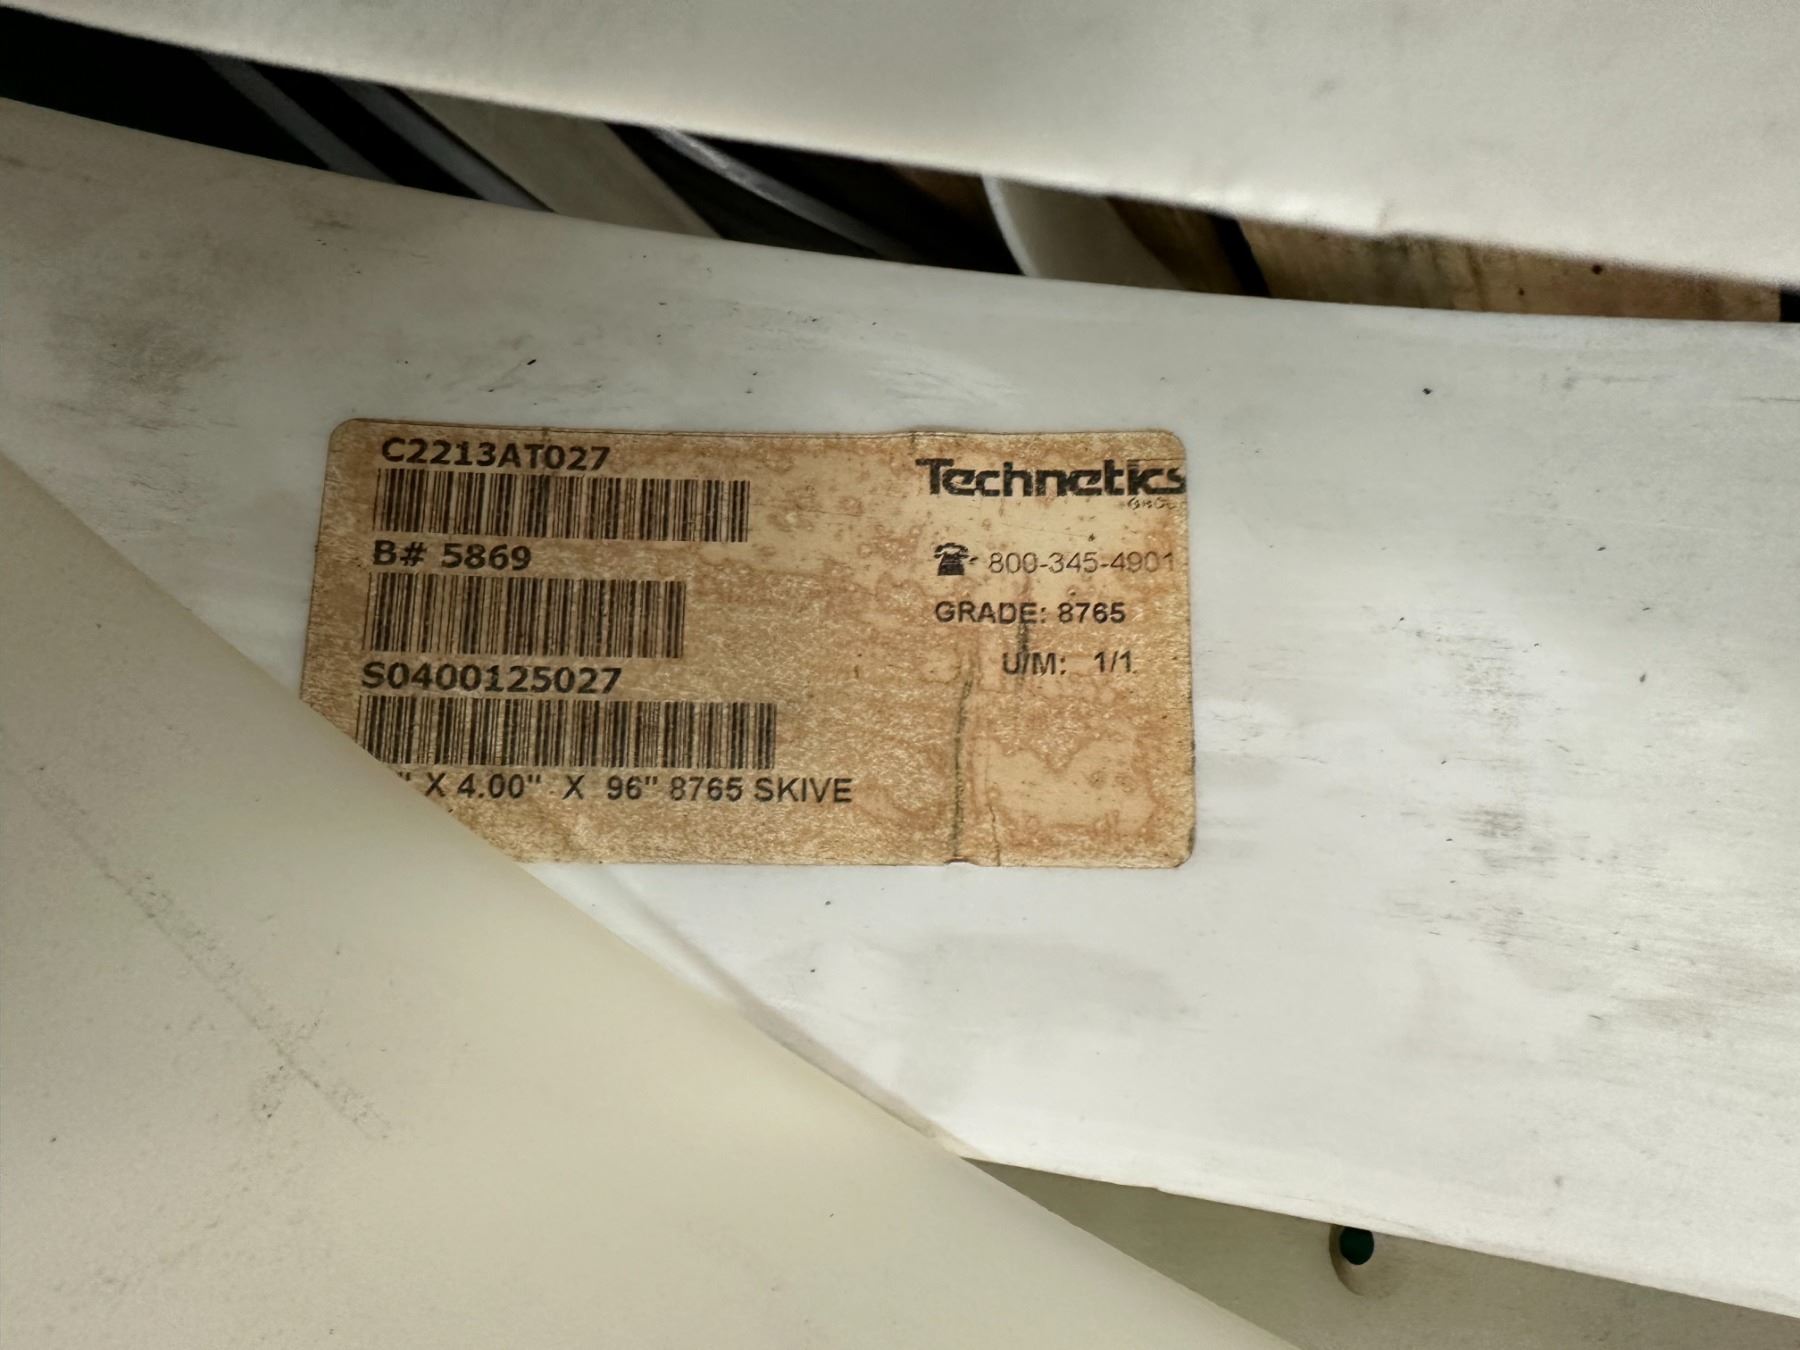 C2213AT027
Technetics
B# 5869
800-345-4901
GRADE: 8765
S0400125027
U/M: 1/1
" X 4.00" X 96" 8765 SKIVE